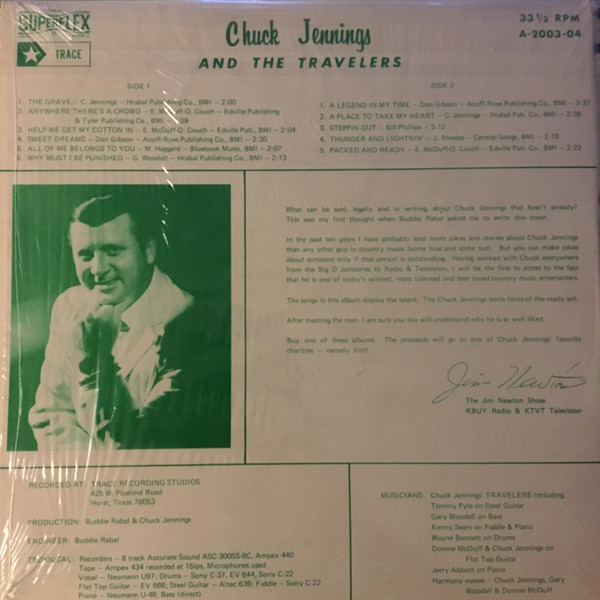 SUPERFLEX
TRACE
Chuck Jennings
AND THE TRAVELERS
33 1/3 RPM
A-2003-04
SIDE 1
1. THE GRAVE – C. Jennings – Hrabal Publishing Co., BMI – 2:00
2. ANYWHERE THERE'S A CROWD – E. McDuff-O. Couch – Edville Publishing
& Tyler Publishing Co., BMI –
3. HELP ME GET MY COTTON IN – E. McDuff-O. Couch – Edville Pub., BMI – 2:04
4. SWEET DREAMS – Don Gibson – Acuff-Rose Publishing Co., BMI – 2:30
5. ALL OF ME BELONGS TO YOU – M. Haggard – Bluebook Music, BMI – 2:07
6. WHY MUST I BE PUNISHED – G. Woodall – Hrabal Publishing Co., BMI – 2:13
SIDE 2
1. A LEGEND IN MY TIME – Don Gibson – Acuff-Rose Publishing Co., BMI – 2:31
2. A PLACE TO TAKE MY HEART – C. Jennings – Hrabal Pub. Co., BMI – 2:39
3. STEPPIN OUT – Bill Phillips – 3:12
4. THUNDER AND LIGHTNIN' – J. Rhodes – Central Songs, BMI – 2:13
5. PACKED AND READY – E. McDuff-O. Couch – Edville Pub. Co., BMI – 2:22
What can be said, legally and in writing, about Chuck Jennings that hasn't already?
This was my first thought when Buddie Rabal asked me to write this
In the past ten years I have probably told more jokes and stories about Chuck Jennings
than any other guy in country music (some true and some not). But you can make jokes
about someone only if that person is outstanding. Having worked with Chuck everywhere
from the Big D Jamboree to Radio & Television, I will be the first to attest to the fact
that he is one of today's wittiest, most talented and best loved country music entertainers.
The songs in this album display the talent. The Chuck Jennings smile hints of the ready wit.
After meeting the man, I am sure you too will understand why he is so well liked.
Buy one of these albums. The proceeds will go to one of Chuck Jennings' favorite
charities – namely him!
Jim Newton
The Jim Newton Show
KBUY Radio & KTVT Television
RECORDED AT: TRACE RECORDING STUDIOS
425 W. Pipelind Road
Hurst, Texas 76053
PRODUCTION: Buddie Rabal & Chuck Jennings
ENGINEER: Buddie Rabal
TECHNICAL: Recorders – 8 track Accurate Sound ASC-3005S-8C, Ampex 440
Tape – Ampex 434 recorded at 15ips, Microphones used
Vocal – Neumann U87; Drums – Sony C-37, EV 644, Sony C-22
Flat Top Guitar – EV 666; Steel Guitar – Altec 639; Fiddle – Sony C-22
Piano – Neumann U-48; Bass (direct)
MUSICIANS: Chuck Jennings' TRAVELERS Including:
Tommy Pyle on Steel Guitar
Gary Woodall on Bass
Kenny Sears on Fiddle & Piano
Wayne Bennett on Drums
Donnie McDuff & Chuck Jennings on
Flat Top Guitar
Jerry Abbott on Piano
Harmony voices – Chuck Jennings, Gary
Woodall & Donnie McDuff